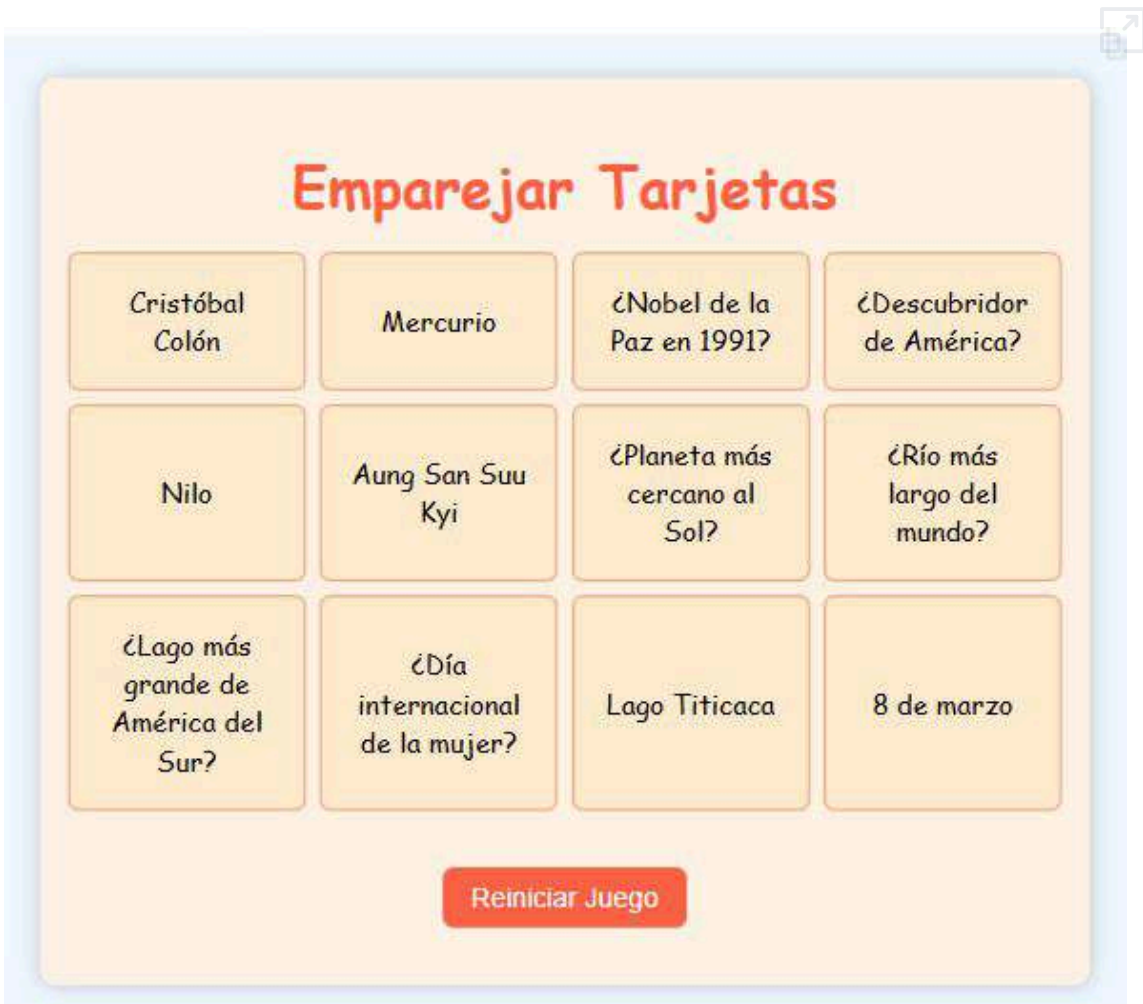 Emparejar Tarjetas
Cristóbal
Colón
Mercurio
¿Nobel de la
Paz en 1991?
¿Descubridor
de América?
Nilo
Aung San Suu
Kyi
¿Planeta más
cercano al
Sol?
¿Río más
largo del
mundo?
¿Lago más
grande de
América del
Sur?
¿Día
internacional
de la mujer?
Lago Titicaca
8 de marzo
Reiniciar Juego